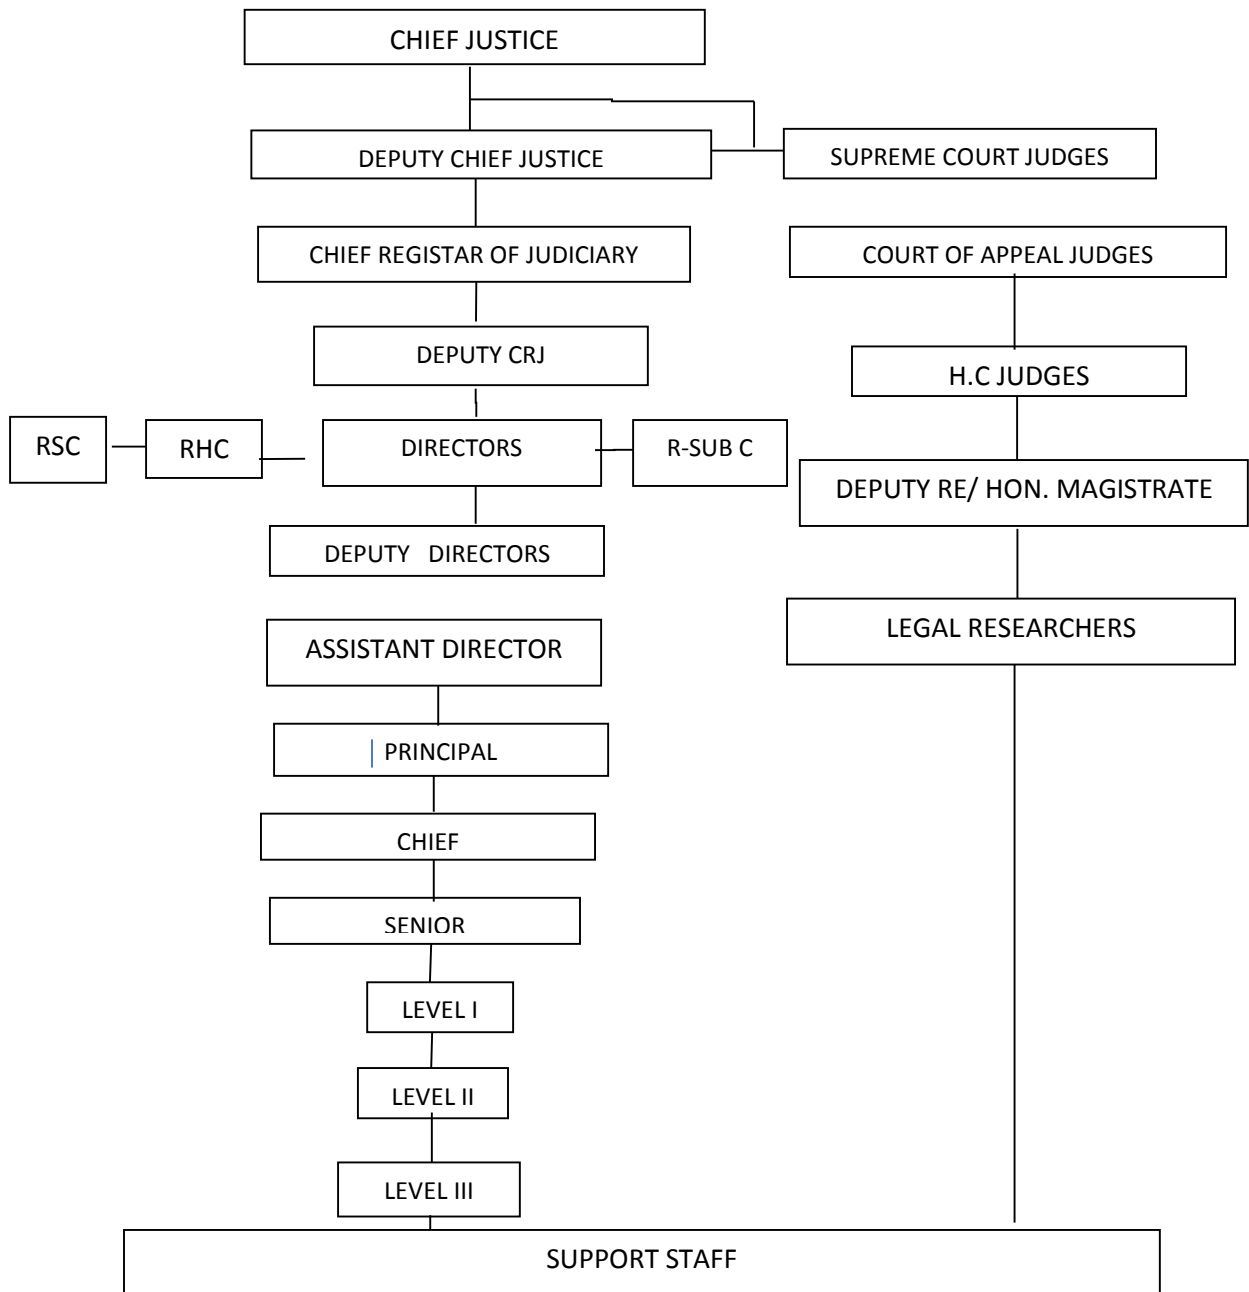 CHIEF JUSTICE
DEPUTY CHIEF JUSTICE
SUPREME COURT JUDGES
CHIEF REGISTAR OF JUDICIARY
COURT OF APPEAL JUDGES
DEPUTY CRJ
H.C JUDGES
RSC
RHC
DIRECTORS
R-SUB C
DEPUTY RE/ HON. MAGISTRATE
DEPUTY DIRECTORS
LEGAL RESEARCHERS
ASSISTANT DIRECTOR
PRINCIPAL
CHIEF
SENIOR
LEVEL I
LEVEL II
LEVEL III
SUPPORT STAFF